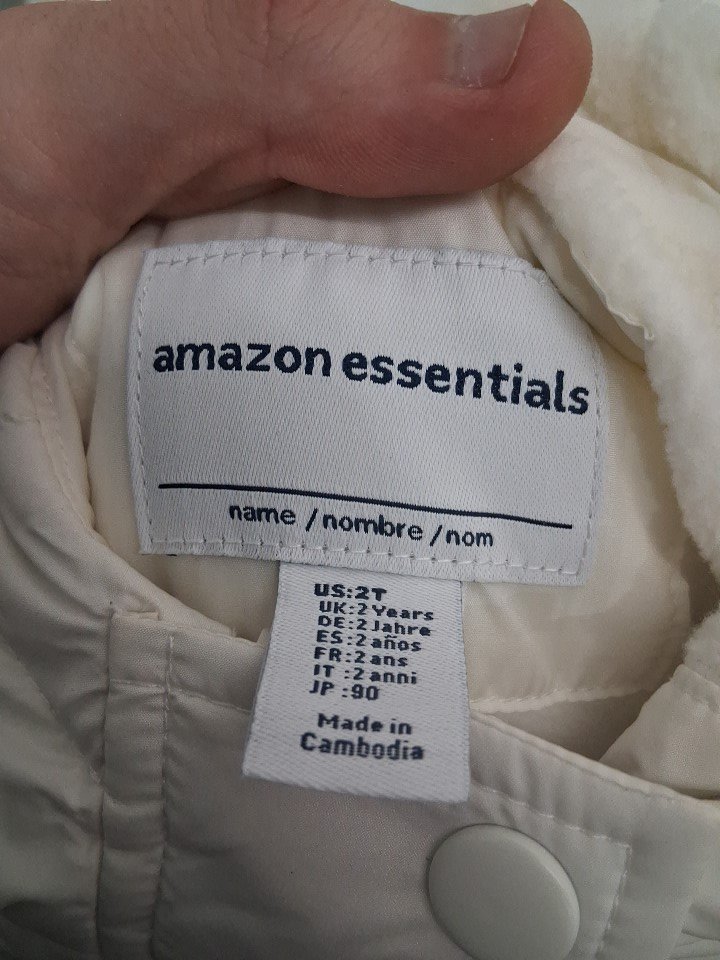 amazon essentials
name / nombre / nom
US:2T
UK:2 Years
DE:2 Jahre
ES:2 años
FR:2 ans
IT :2 anni
JP :90
Made in
Cambodia